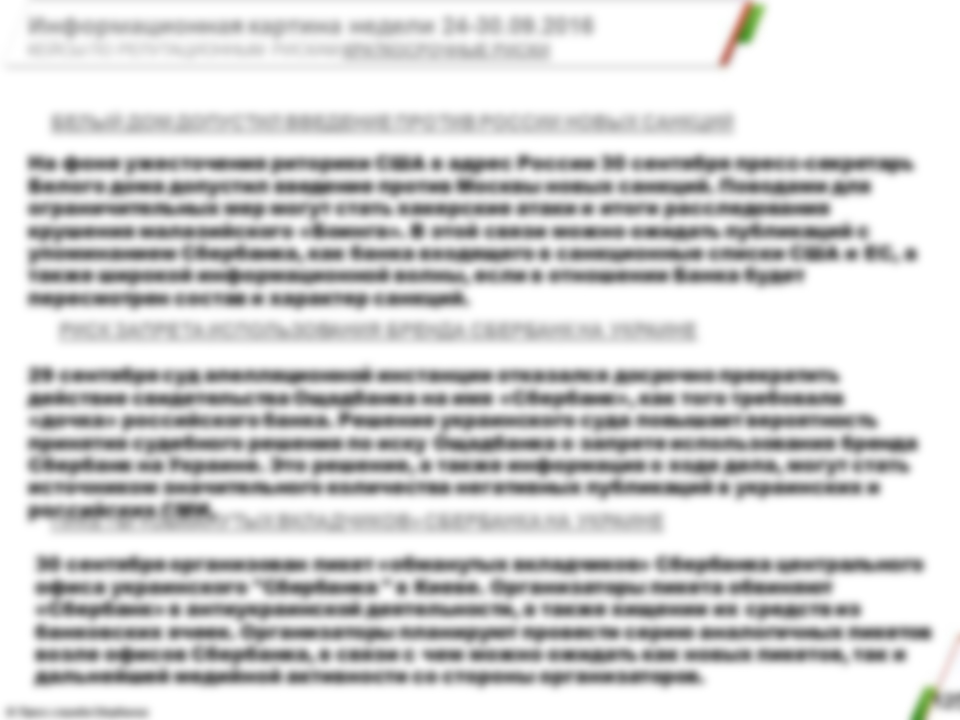 Информационная картина недели 24-30.09.2016
КЕЙСЫ ПО РЕПУТАЦИОННЫМ РИСКАМ КРАТКОСРОЧНЫЕ РИСКИ
БЕЛЫЙ ДОМ ДОПУСТИЛ ВВЕДЕНИЕ ПРОТИВ РОССИИ НОВЫХ САНКЦИЙ
На фоне ужесточения риторики США в адрес России 30 сентября пресс-секретарь
Белого дома допустил введение против Москвы новых санкций. Поводами для
ограничительных мер могут стать хакерские атаки и итоги расследования
крушения малазийского «Боинга». В этой связи можно ожидать публикаций с
упоминанием Сбербанка, как банка входящего в санкционные списки США и ЕС, а
также широкой информационной волны, если в отношении Банка будет
пересмотрен состав и характер санкций.
РИСК ЗАПРЕТА ИСПОЛЬЗОВАНИЯ БРЕНДА СБЕРБАНК НА УКРАИНЕ
29 сентября суд апелляционной инстанции отказался досрочно прекратить
действие свидетельства Ощадбанка на имя «Сбербанк», как того требовала
«дочка» российского банка. Решение украинского суда повышает вероятность
принятия судебного решения по иску Ощадбанка о запрете использования бренда
Сбербанк на Украине. Это решение, а также информация о ходе дела, могут стать
источником значительного количества негативных публикаций в украинских и
российских СМИ.
ВКЛАДЧИКОВ» СБЕРБАНКА НА УКРАИНЕ
30 сентября организован пикет «обманутых вкладчиков» Сбербанка центрального
офиса украинского "Сбербанка" в Киеве. Организаторы пикета обвиняют
«Сбербанк» в антиукраинской деятельности, а также хищении их средств из
банковских ячеек. Организаторы планируют провести серию аналогичных пикетов
возле офисов Сбербанка, в связи с чем можно ожидать как новых пикетов, так и
дальнейшей медийной активности со стороны организаторов.